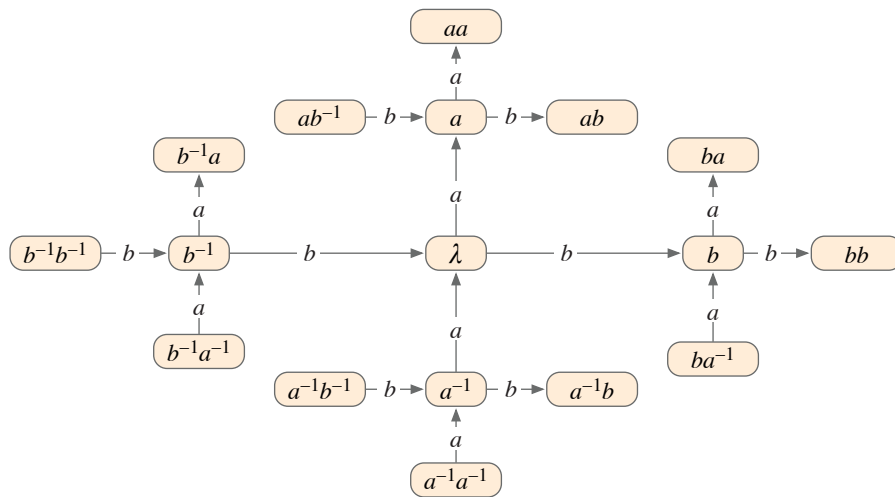 aa
a
ab⁻¹ b a b ab
b⁻¹a ba
a a a
b⁻¹b⁻¹ b b⁻¹ b λ b b b bb
a a a
b⁻¹a⁻¹ ba⁻¹
a⁻¹b⁻¹ b a⁻¹ b a⁻¹b
a
a⁻¹a⁻¹